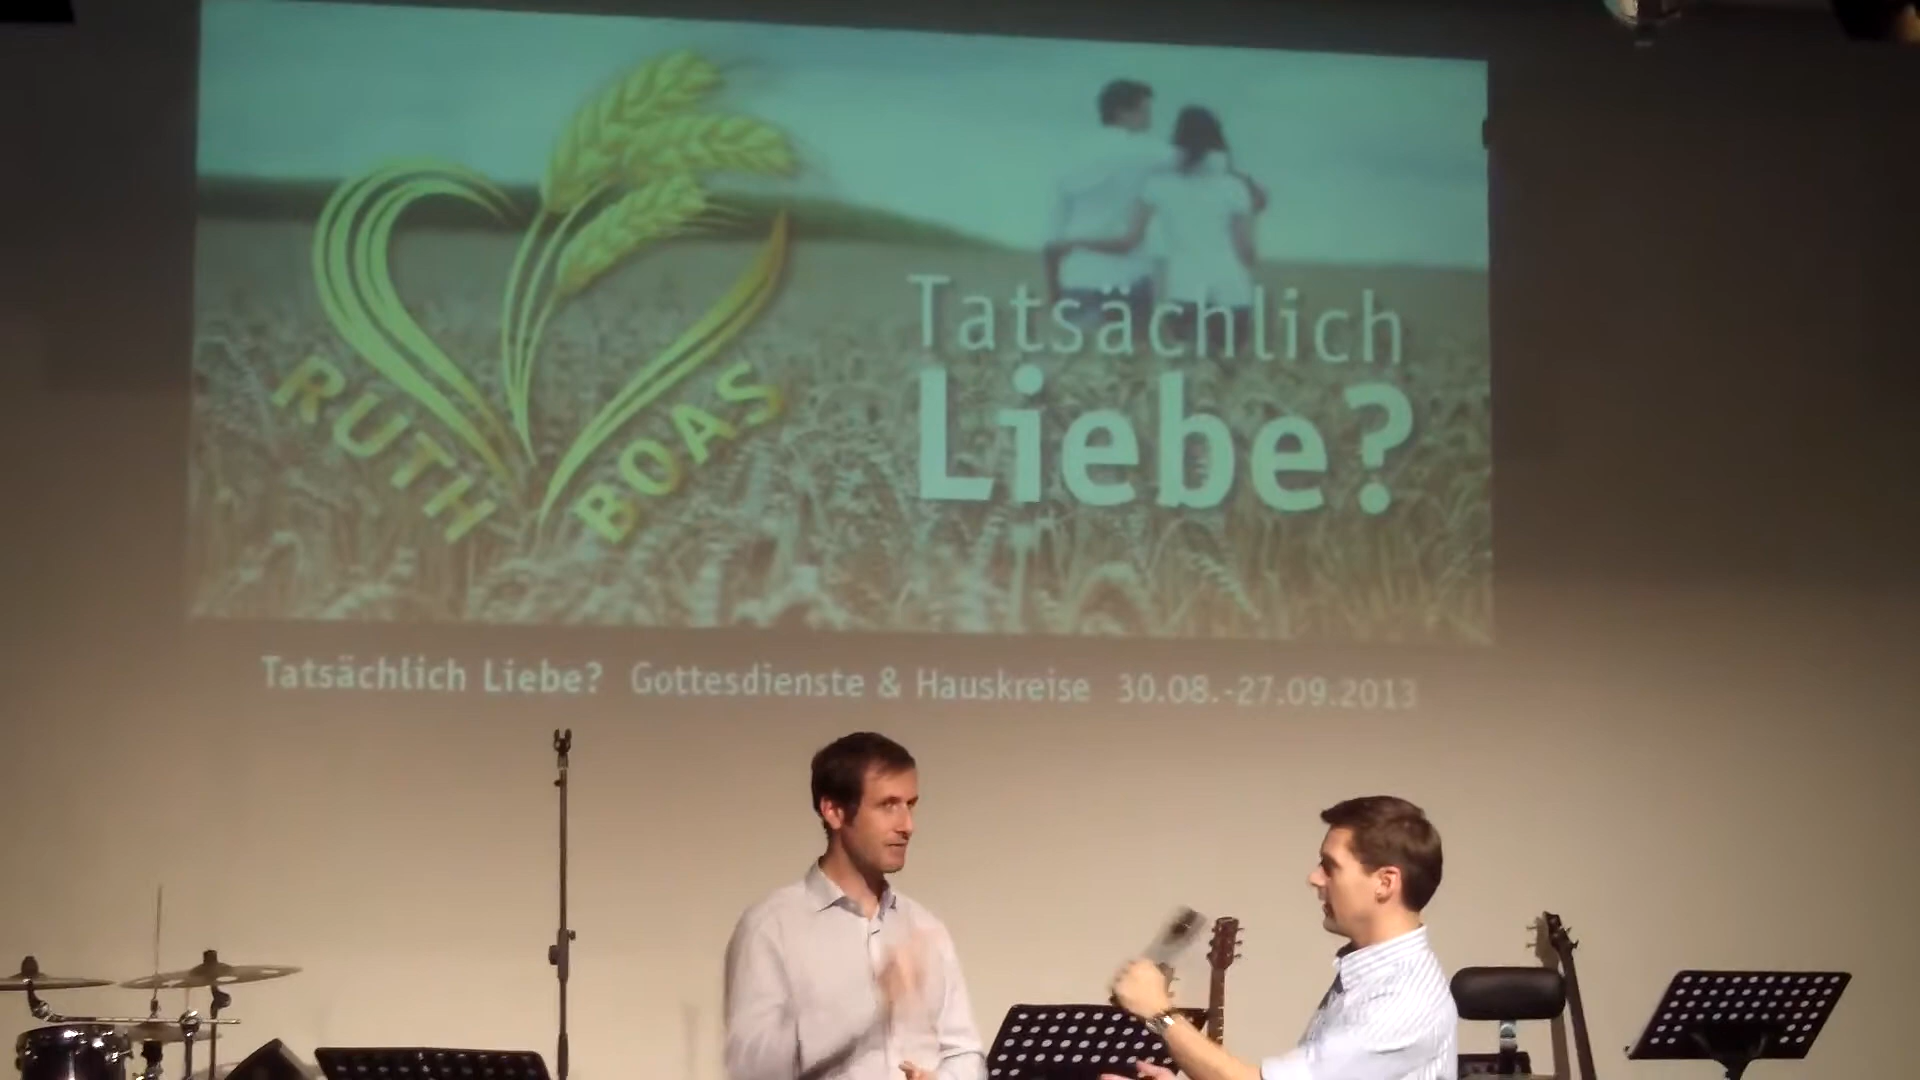 RUTH BOAS
Tatsächlich
Liebe?
Tatsächlich Liebe? Gottesdienste & Hauskreise 30.08.-27.09.2013